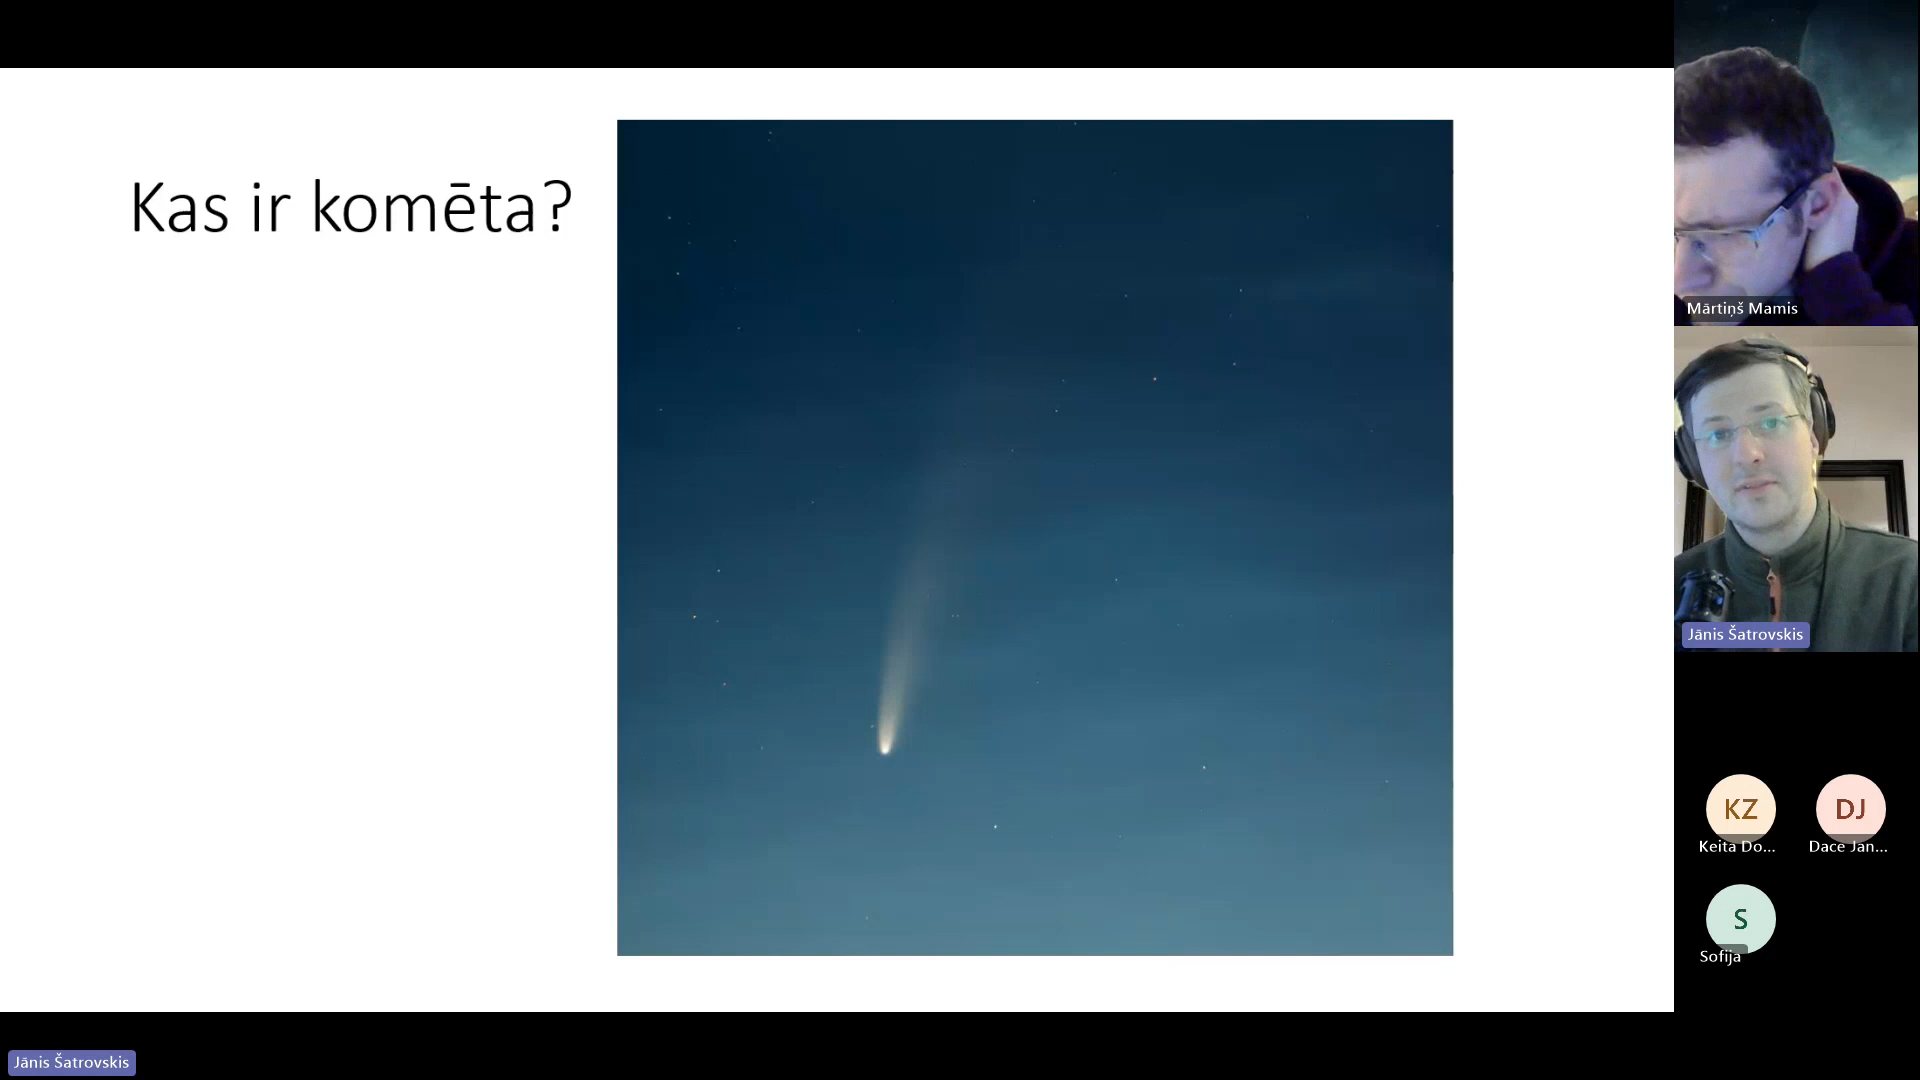 Kas ir komēta?
Mārtiņš Mamis
Jānis Šatrovskis
KZ
DJ
Keita Do...
Dace Jan...
S
Sofija
Jānis Šatrovskis